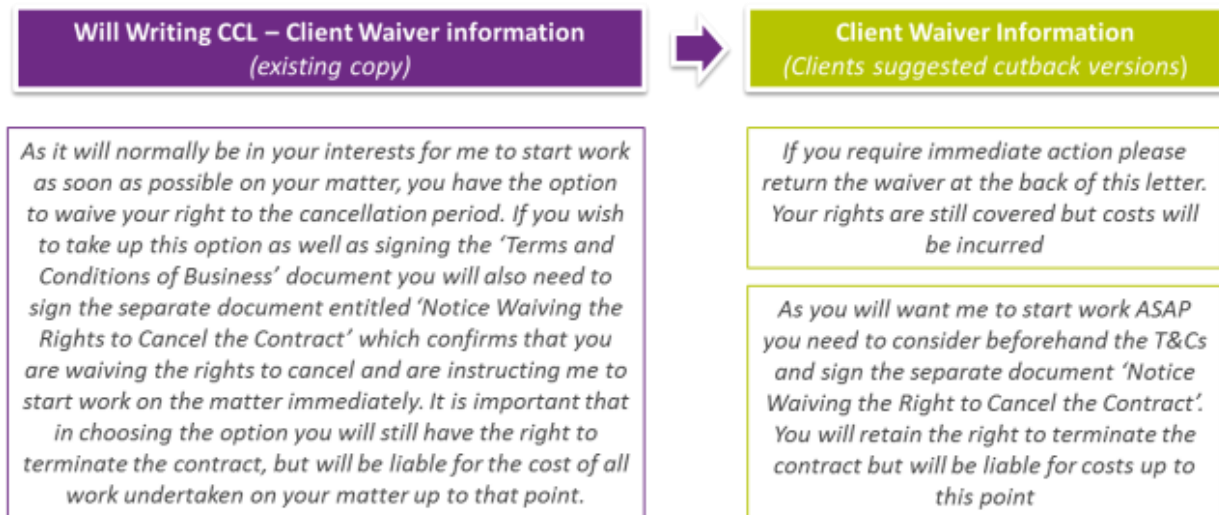 Will Writing CCL – Client Waiver information
(existing copy)
As it will normally be in your interests for me to start work
as soon as possible on your matter, you have the option
to waive your right to the cancellation period. If you wish
to take up this option as well as signing the ‘Terms and
Conditions of Business’ document you will also need to
sign the separate document entitled ‘Notice Waiving the
Rights to Cancel the Contract’ which confirms that you
are waiving the rights to cancel and are instructing me to
start work on the matter immediately. It is important that
in choosing the option you will still have the right to
terminate the contract, but will be liable for the cost of all
work undertaken on your matter up to that point.
Client Waiver Information
(Clients suggested cutback versions)
If you require immediate action please
return the waiver at the back of this letter.
Your rights are still covered but costs will
be incurred
As you will want me to start work ASAP
you need to consider beforehand the T&Cs
and sign the separate document ‘Notice
Waiving the Right to Cancel the Contract’.
You will retain the right to terminate the
contract but will be liable for costs up to
this point